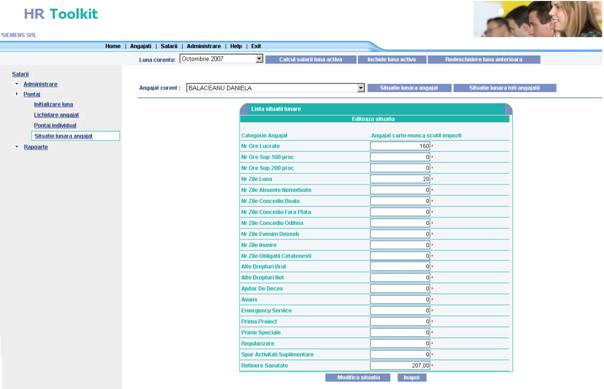 HR Toolkit
SIEMENS SRL
Home | Angajati | Salarii | Administrare | Help | Exit
Luna curenta: Octombrie 2007 Calcul salarii luna activa Inchide luna activa Redeschidere luna anterioara
Salarii
Administrare
Pontaj
Initializare luna
Lichidare angajat
Pontaj individual
Situatie lunara angajat
Rapoarte
Angajat curent : BALACEANU DANIELA Situatie lunara angajat Situatie lunara toti angajatii
Lista situatii lunare
Editeaza situatia
Categorie Angajat Angajat carte munca scutit impozit
Nr Ore Lucrate 160 *
Nr Ore Sup 100 proc 0 *
Nr Ore Sup 200 proc 0 *
Nr Zile Luna 20 *
Nr Zile Absente Nemotivate 0 *
Nr Zile Concediu Boala 0 *
Nr Zile Concediu Fara Plata 0 *
Nr Zile Concediu Odihna 0 *
Nr Zile Evenim Deoseb 0 *
Nr Zile Invoire 0 *
Nr Zile Obligatii Cetatenesti 0 *
Alte Drepturi Brut 0 *
Alte Drepturi Net 0 *
Ajutor De Deces 0 *
Avans 0 *
Emergency Service 0 *
Prima Proiect 0 *
Prime Speciale 0 *
Regularizare 0 *
Spor Activitati Suplimentare 0 *
Retinere Sanatate 207,00 *
Modifica situatia Inapoi